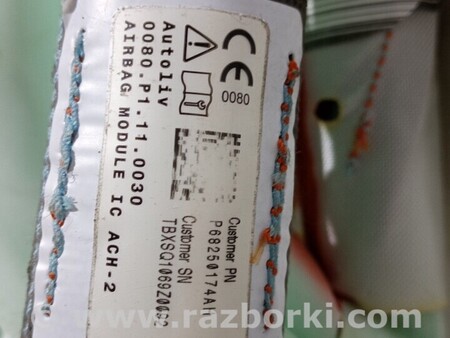 CE
0080
Autoliv
0080.P1.11.0030
AIRBAG MODULE IC ACH-2
Customer PN
Customer SN
www.razborki.com